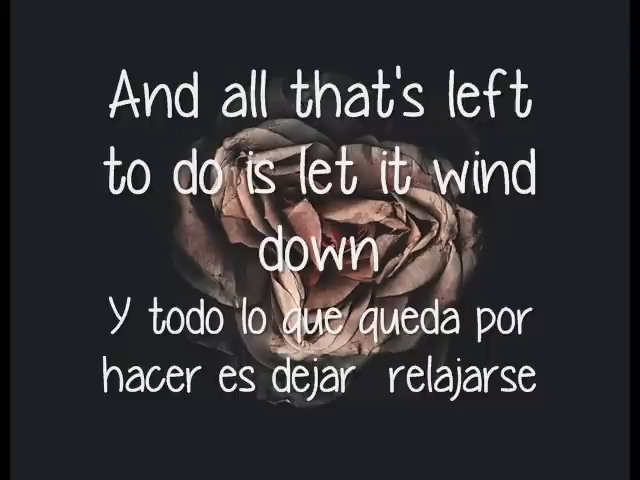 And all that's left
to do is let it wind
down
Y todo lo que queda por
hacer es dejar relajarse